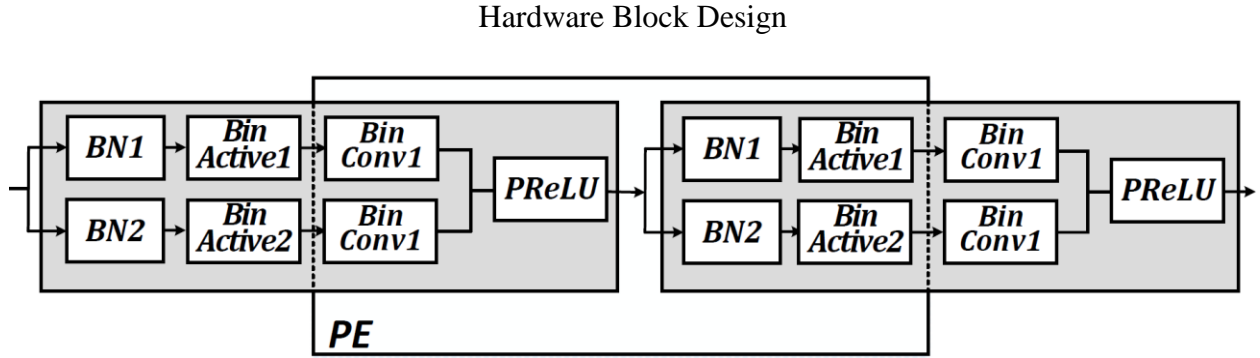 Hardware Block Design
BN1
Bin
Active1
Bin
Conv1
BN2
Bin
Active2
Bin
Conv1
PReLU
BN1
Bin
Active1
Bin
Conv1
BN2
Bin
Active2
Bin
Conv1
PReLU
PE